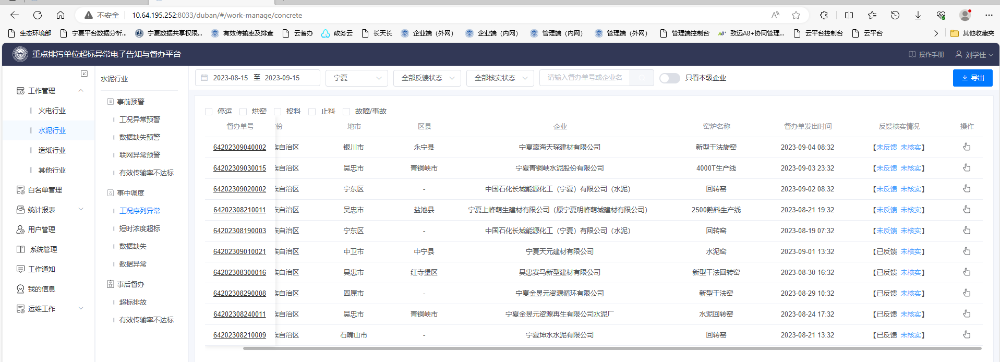 不安全
10.64.195.252:8033/duban/#/work-manage/concrete
生态环境部 宁夏平台数据分析... 宁夏数据共享权限... 有效传输率及排查 云督办 政务云 长天长 企业端（外网） 企业端（内网） 管理端（内网） 管理端（外网） 管理端控制台 致远A8+协同管理... 云平台控制台 云平台 其他收藏夹
重点排污单位超标异常电子告知与督办平台
操作手册 刘学佳
工作管理
火电行业
水泥行业
造纸行业
其他行业
白名单管理
统计报表
用户管理
系统管理
工作通知
我的信息
运维工作
水泥行业
事前预警
工况异常预警
数据缺失预警
联网异常预警
有效传输率不达标
事中调度
工况序列异常
短时浓度超标
数据缺失
数据异常
事后督办
超标排放
有效传输率不达标
2023-08-15 至 2023-09-15 宁夏 全部反馈状态 全部核实状态 请输入督办单号或企业名 只看本级企业 导出
停运 烘窑 投料 止料 故障/事故
督办单号 份 地市 区县 企业 窑炉名称 督办单发出时间 反馈核实情况 操作
64202309040002 族自治区 银川市 永宁县 宁夏瀛海天琛建材有限公司 新型干法旋窑 2023-09-04 08:32 【未反馈 未核实】
64202309030015 族自治区 吴忠市 青铜峡市 宁夏青铜峡水泥股份有限公司 4000T生产线 2023-09-03 23:32 【未反馈 未核实】
64202309020002 族自治区 宁东区 - 中国石化长城能源化工（宁夏）有限公司（水泥） 回转窑 2023-09-02 08:32 【未反馈 未核实】
64202308210011 族自治区 吴忠市 盐池县 宁夏上峰萌生建材有限公司（原宁夏明峰萌城建材有限公司） 2500熟料生产线 2023-08-21 19:32 【未反馈 未核实】
64202308190003 族自治区 宁东区 - 中国石化长城能源化工（宁夏）有限公司（水泥） 回转窑 2023-08-19 07:32 【未反馈 未核实】
64202309010021 族自治区 中卫市 中宁县 宁夏天元建材有限公司 水泥窑 2023-09-01 13:32 【已反馈 未核实】
64202308300016 族自治区 吴忠市 红寺堡区 吴忠赛马新型建材有限公司 新型干法回转窑 2023-08-30 16:32 【已反馈 未核实】
64202308290008 族自治区 固原市 - 宁夏金昱元资源循环有限公司 新型干法窑 2023-08-29 10:32 【已反馈 未核实】
64202308240011 族自治区 吴忠市 青铜峡市 宁夏金昱元资源再生有限公司水泥厂 水泥回转窑 2023-08-24 17:32 【已反馈 未核实】
64202308210009 族自治区 石嘴山市 - 宁夏坤水水泥有限公司 回转窑 2023-08-21 13:32 【已反馈 未核实】